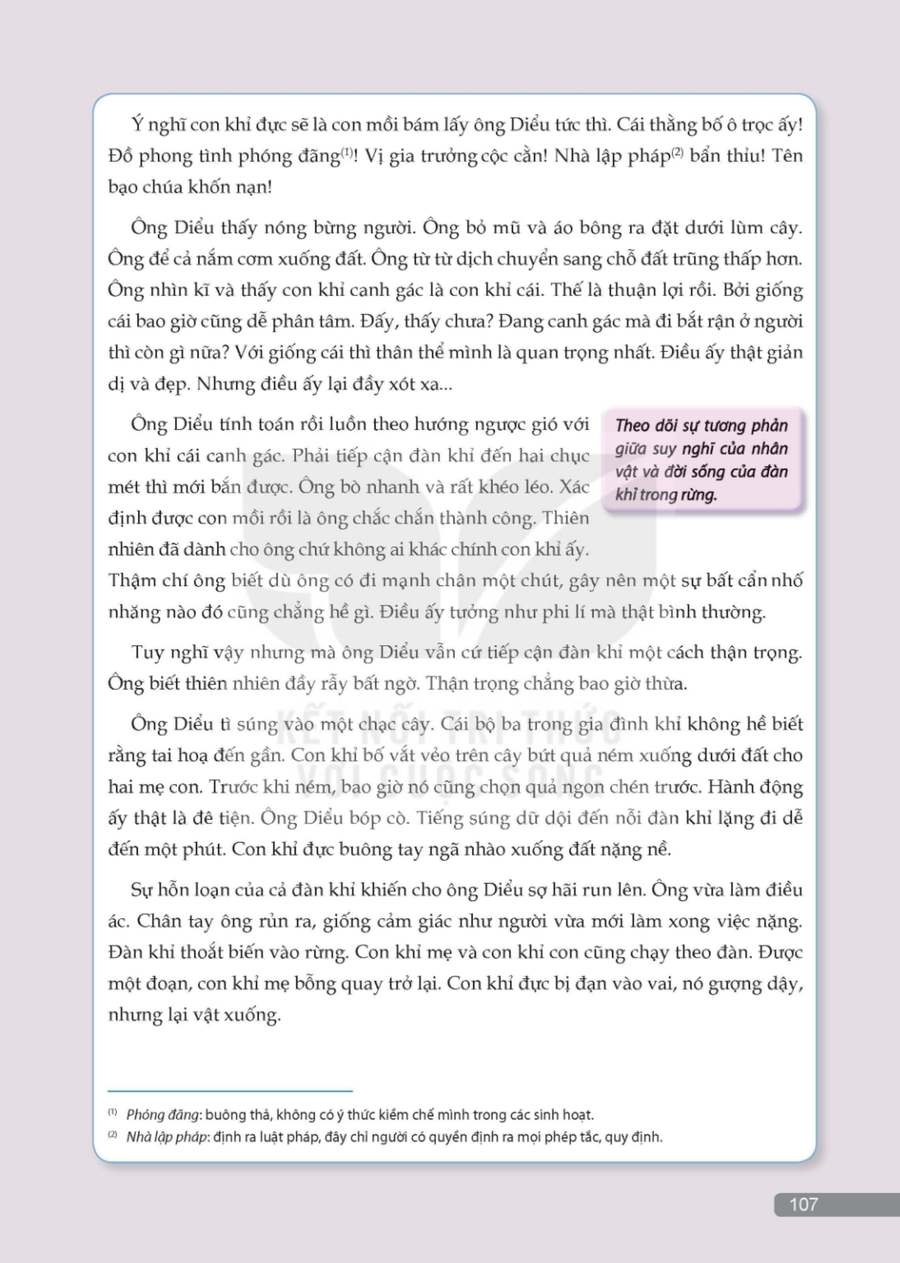 Ý nghĩ con khỉ đực sẽ là con mồi bám lấy ông Diểu tức thì. Cái thằng bố ô trọc ấy!
Đồ phong tình phóng đãng(1)! Vị gia trưởng cộc cằn! Nhà lập pháp(2) bẩn thỉu! Tên
bạo chúa khốn nạn!
Ông Diểu thấy nóng bừng người. Ông bỏ mũ và áo bông ra đặt dưới lùm cây.
Ông để cả nắm cơm xuống đất. Ông từ từ dịch chuyển sang chỗ đất trũng thấp hơn.
Ông nhìn kĩ và thấy con khỉ canh gác là con khỉ cái. Thế là thuận lợi rồi. Bởi giống
cái bao giờ cũng dễ phân tâm. Đấy, thấy chưa? Đang canh gác mà đi bắt rận ở người
thì còn gì nữa? Với giống cái thì thân thể mình là quan trọng nhất. Điều ấy thật giản
dị và đẹp. Nhưng điều ấy lại đầy xót xa...
Ông Diểu tính toán rồi luồn theo hướng ngược gió với
con khỉ cái canh gác. Phải tiếp cận đàn khỉ đến hai chục
mét thì mới bắn được. Ông bò nhanh và rất khéo léo. Xác
định được con mồi rồi là ông chắc chắn thành công. Thiên
nhiên đã dành cho ông chứ không ai khác chính con khỉ ấy.
Thậm chí ông biết dù ông có đi mạnh chân một chút, gây nên một sự bất cẩn nhố
nhăng nào đó cũng chẳng hề gì. Điều ấy tưởng như phi lí mà thật bình thường.
Theo dõi sự tương phản
giữa suy nghĩ của nhân
vật và đời sống của đàn
khỉ trong rừng.
Tuy nghĩ vậy nhưng mà ông Diểu vẫn cứ tiếp cận đàn khỉ một cách thận trọng.
Ông biết thiên nhiên đầy rẫy bất ngờ. Thận trọng chẳng bao giờ thừa.
Ông Diểu tì súng vào một chạc cây. Cái bộ ba trong gia đình khỉ không hề biết
rằng tai hoạ đến gần. Con khỉ bố vắt vẻo trên cây bứt quả ném xuống dưới đất cho
hai mẹ con. Trước khi ném, bao giờ nó cũng chọn quả ngon chén trước. Hành động
ấy thật là đê tiện. Ông Diểu bóp cò. Tiếng súng dữ dội đến nỗi đàn khỉ lặng đi dễ
đến một phút. Con khỉ đực buông tay ngã nhào xuống đất nặng nề.
Sự hỗn loạn của cả đàn khỉ khiến cho ông Diểu sợ hãi run lên. Ông vừa làm điều
ác. Chân tay ông rủn ra, giống cảm giác như người vừa mới làm xong việc nặng.
Đàn khỉ thoắt biến vào rừng. Con khỉ mẹ và con khỉ con cũng chạy theo đàn. Được
một đoạn, con khỉ mẹ bỗng quay trở lại. Con khỉ đực bị đạn vào vai, nó gượng dậy,
nhưng lại vật xuống.
KẾT NỐI TRI THỨC
VỚI CUỘC SỐNG
(1) Phóng đãng: buông thả, không có ý thức kiềm chế mình trong các sinh hoạt.
(2) Nhà lập pháp: định ra luật pháp, đây chỉ người có quyền định ra mọi phép tắc, quy định.
107